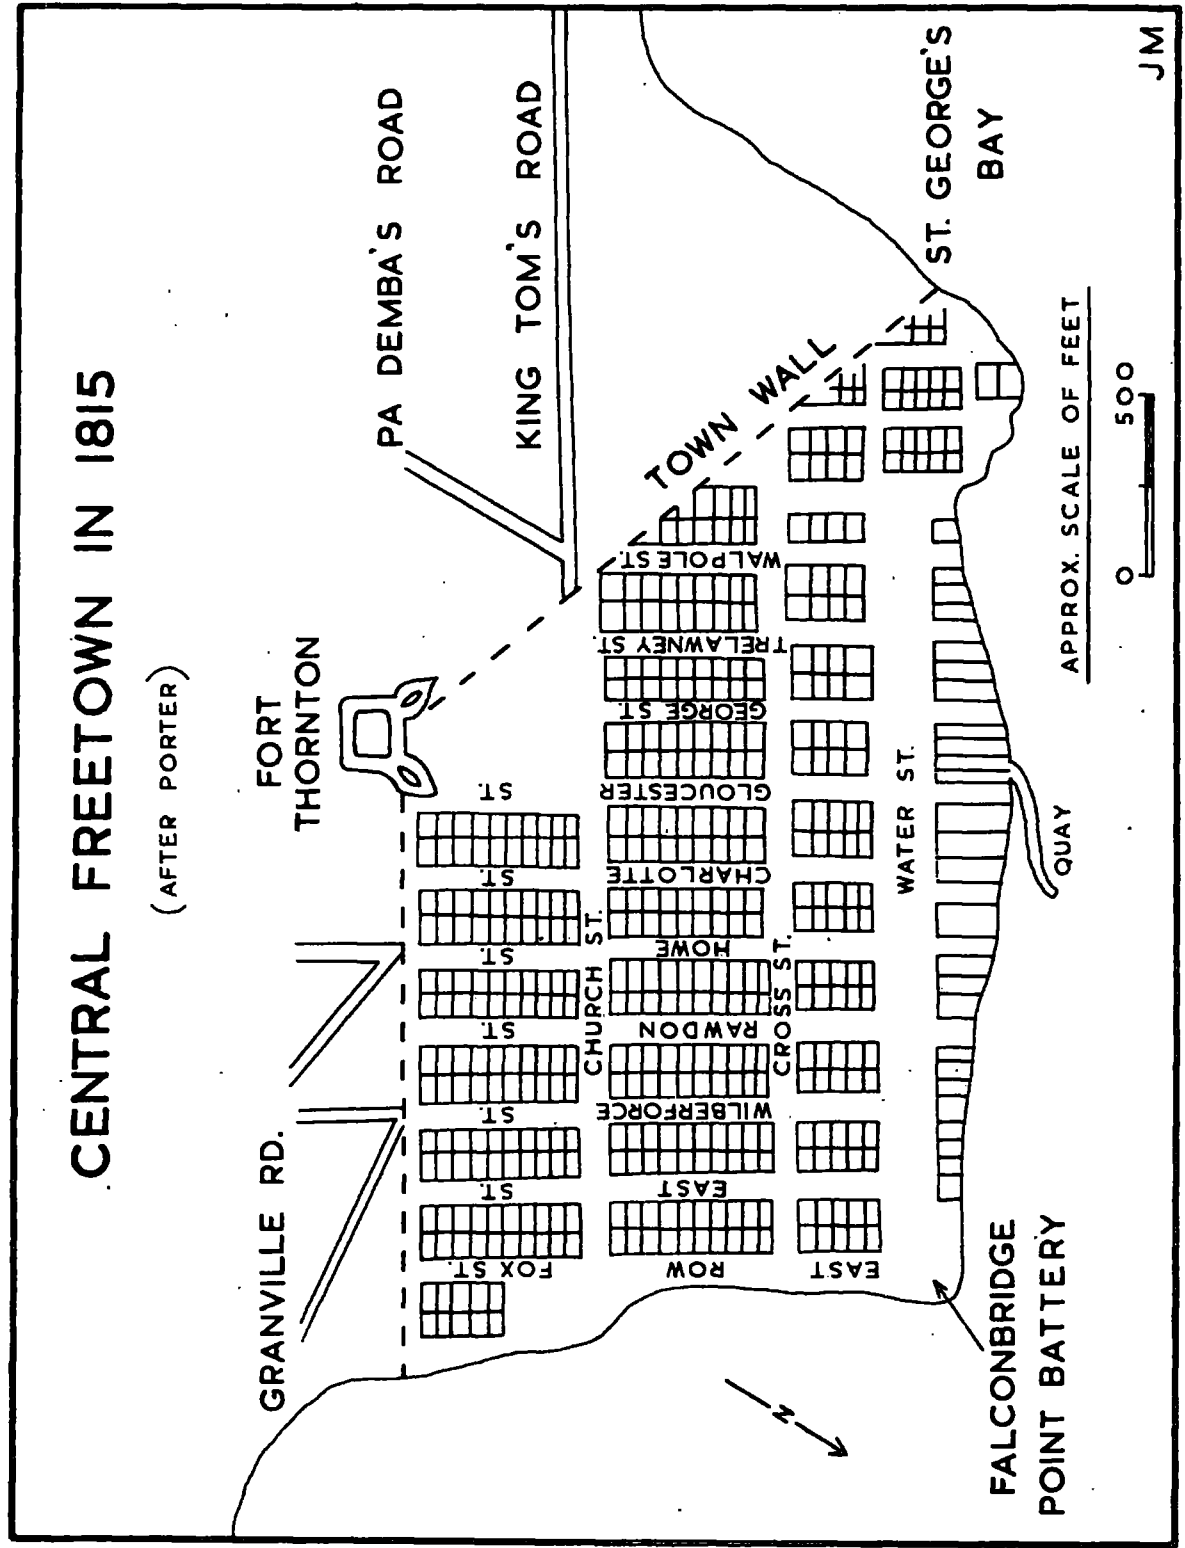 CENTRAL FREETOWN IN 1815
(AFTER PORTER)
GRANVILLE RD.
FORT
THORNTON
PA DEMBA'S ROAD
KING TOM'S ROAD
TOWN WALL
ST. GEORGE'S
BAY
FOX ST.
ST.
ST.
ST.
ST.
ST.
ST.
CHURCH ST.
ROW
EAST
WILBERFORCE
RAWDON
HOWE
CHARLOTTE
GLOUCESTER
GEORGE ST.
TRELAWNEY ST.
WALPOLE ST.
CROSS ST.
EAST
WATER ST.
QUAY
FALCONBRIDGE
POINT BATTERY
N
APPROX. SCALE OF FEET
0 500
JM